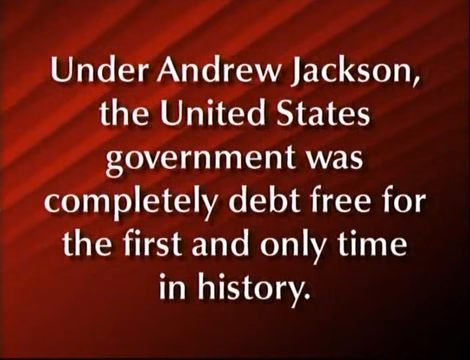 Under Andrew Jackson,
the United States
government was
completely debt free for
the first and only time
in history.